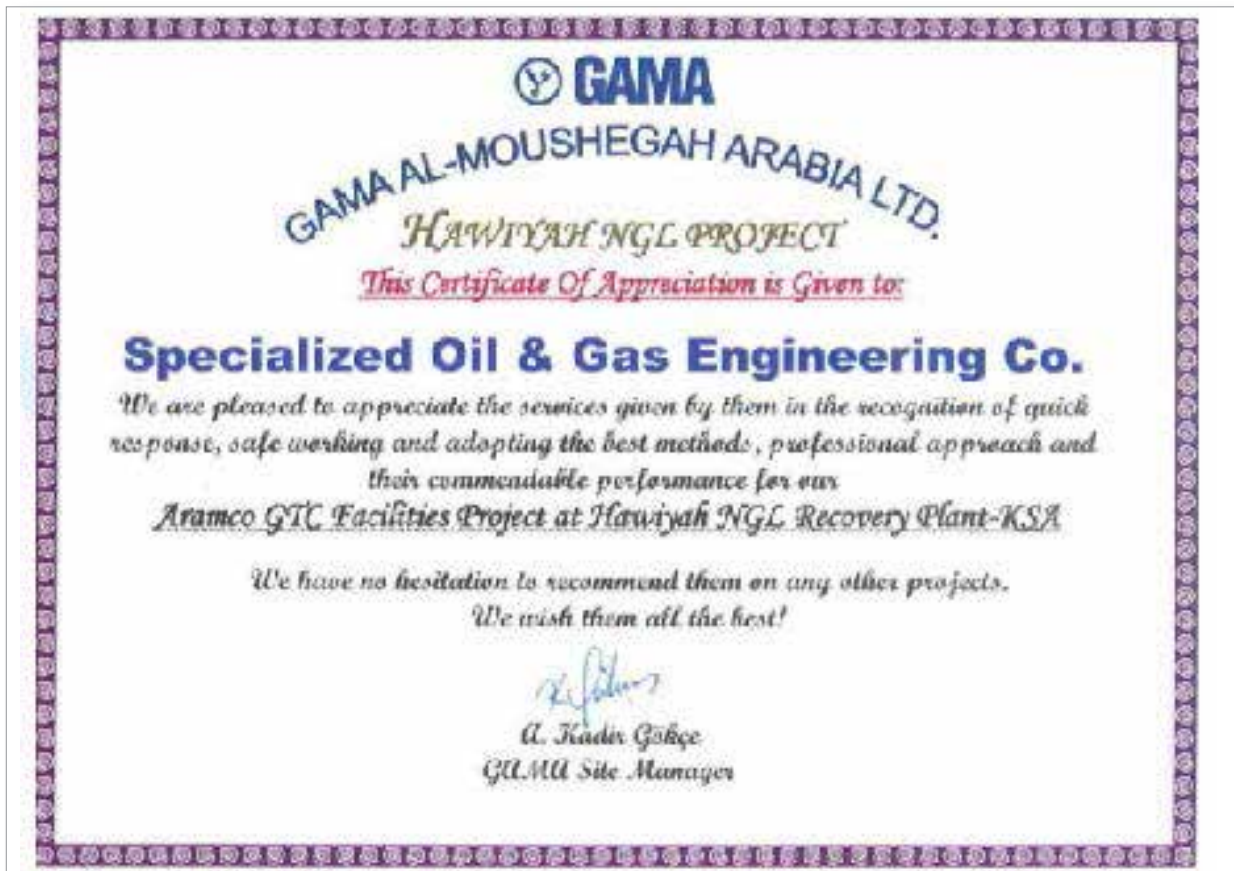 GAMA
GAMA AL-MOUSHEGAH ARABIA LTD.
HAWIYAH NGL PROJECT
This Certificate Of Appreciation is Given to:
Specialized Oil & Gas Engineering Co.
We are pleased to appreciate the services given by them in the recognition of quick
response, safe working and adopting the best methods, professional approach and
their commendable performance for our
Aramco GTC Facilities Project at Hawiyah NGL Recovery Plant-KSA
We have no hesitation to recommend them on any other projects.
We wish them all the best!
A. Kadir Gökçe
GAMA Site Manager